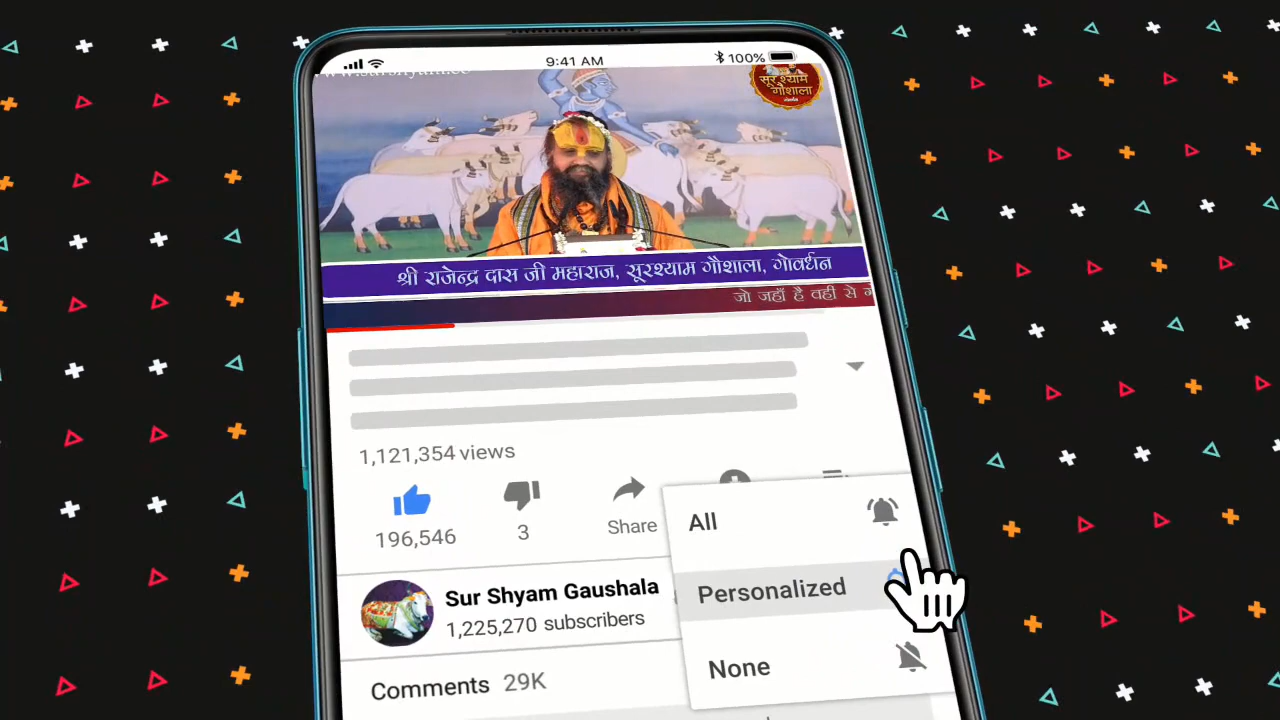 9:41 AM
100%
सूर श्याम
गौशाला
श्री राजेन्द्र दास जी महाराज, सूरश्याम गौशाला, गोवर्धन
जो जहाँ है वहीं से
1,121,354 views
196,546
3
Share
All
Personalized
None
Sur Shyam Gaushala
1,225,270 subscribers
Comments 29K